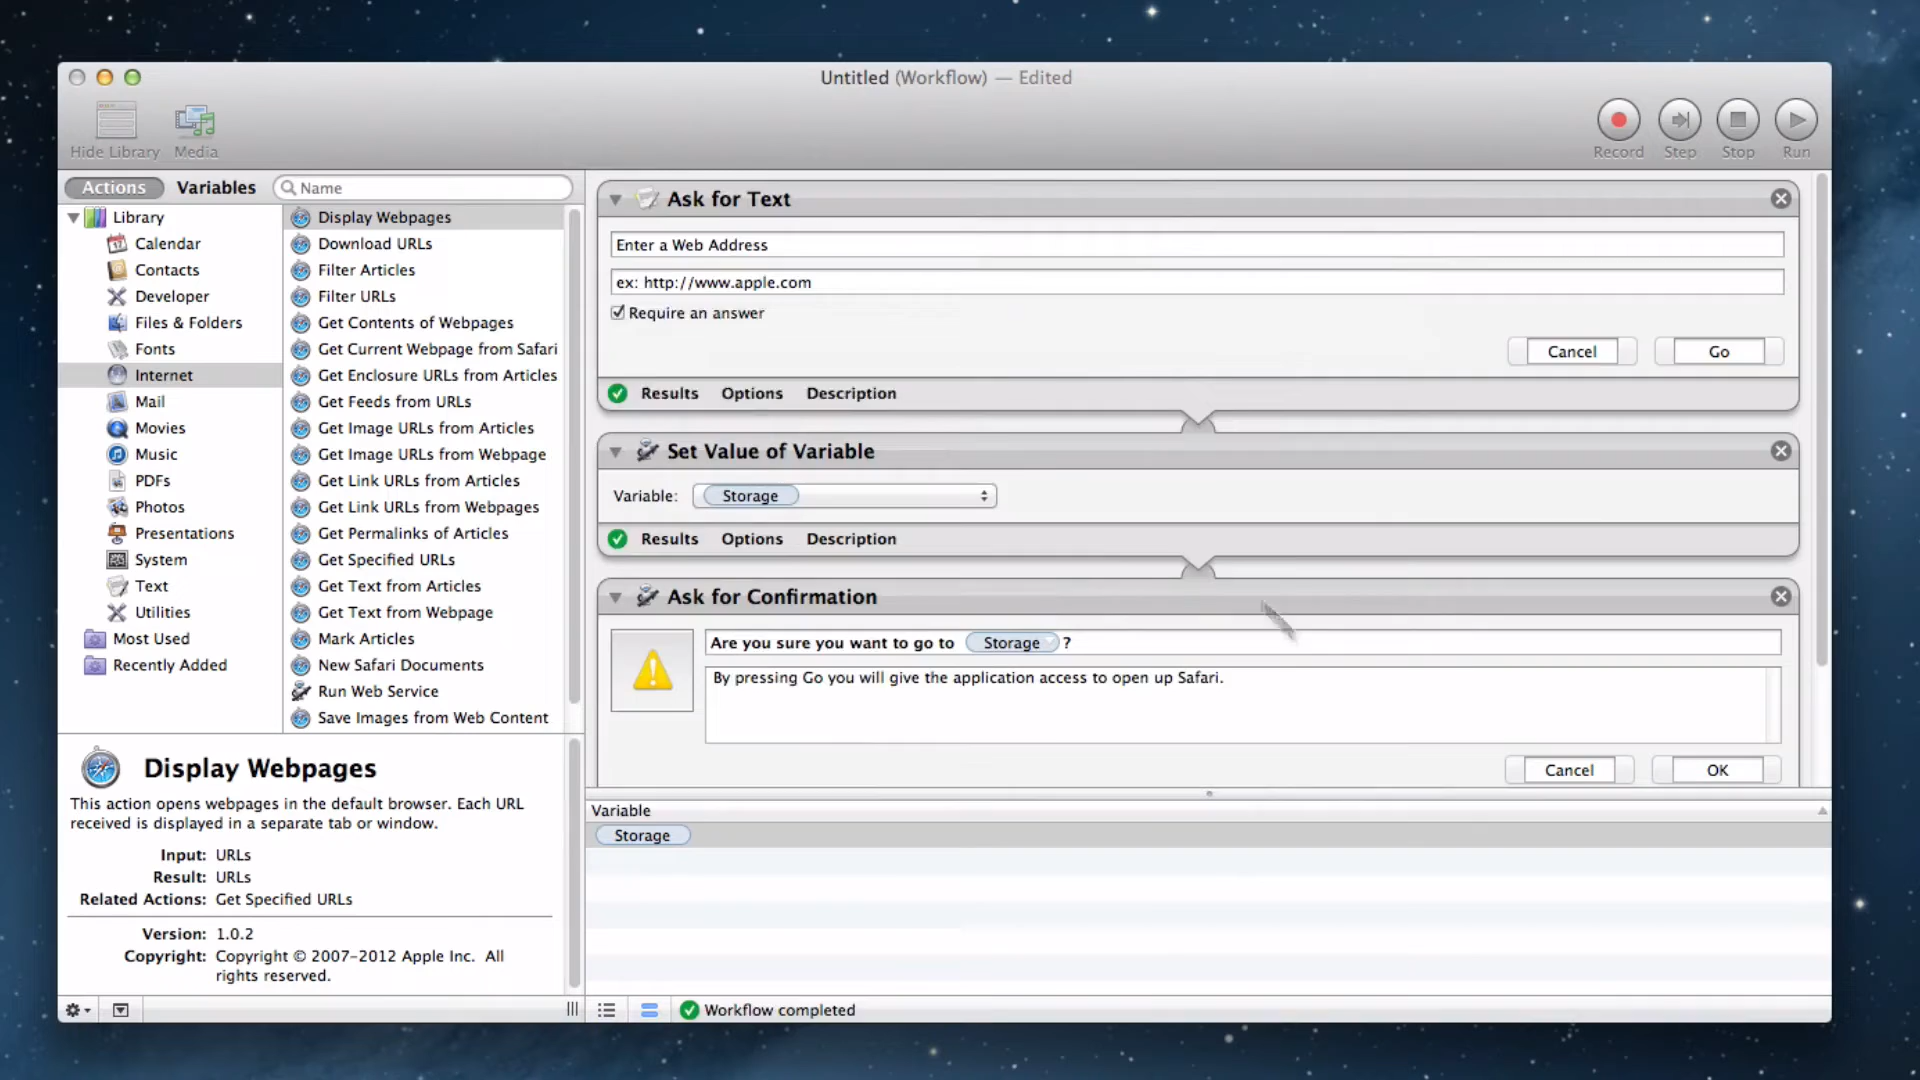 Untitled (Workflow) — Edited
Hide Library
Media
Record
Step
Stop
Run
Actions
Variables
Name
Library
Calendar
Contacts
Developer
Files & Folders
Fonts
Internet
Mail
Movies
Music
PDFs
Photos
Presentations
System
Text
Utilities
Most Used
Recently Added
Display Webpages
Download URLs
Filter Articles
Filter URLs
Get Contents of Webpages
Get Current Webpage from Safari
Get Enclosure URLs from Articles
Get Feeds from URLs
Get Image URLs from Articles
Get Image URLs from Webpage
Get Link URLs from Articles
Get Link URLs from Webpages
Get Permalinks of Articles
Get Specified URLs
Get Text from Articles
Get Text from Webpage
Mark Articles
New Safari Documents
Run Web Service
Save Images from Web Content
Display Webpages
This action opens webpages in the default browser. Each URL
received is displayed in a separate tab or window.
Input: URLs
Result: URLs
Related Actions: Get Specified URLs
Version: 1.0.2
Copyright: Copyright © 2007-2012 Apple Inc. All
rights reserved.
Ask for Text
Enter a Web Address
ex: http://www.apple.com
Require an answer
Cancel
Go
Results Options Description
Set Value of Variable
Variable: Storage
Results Options Description
Ask for Confirmation
Are you sure you want to go to Storage ?
By pressing Go you will give the application access to open up Safari.
Cancel
OK
Variable
Storage
Workflow completed